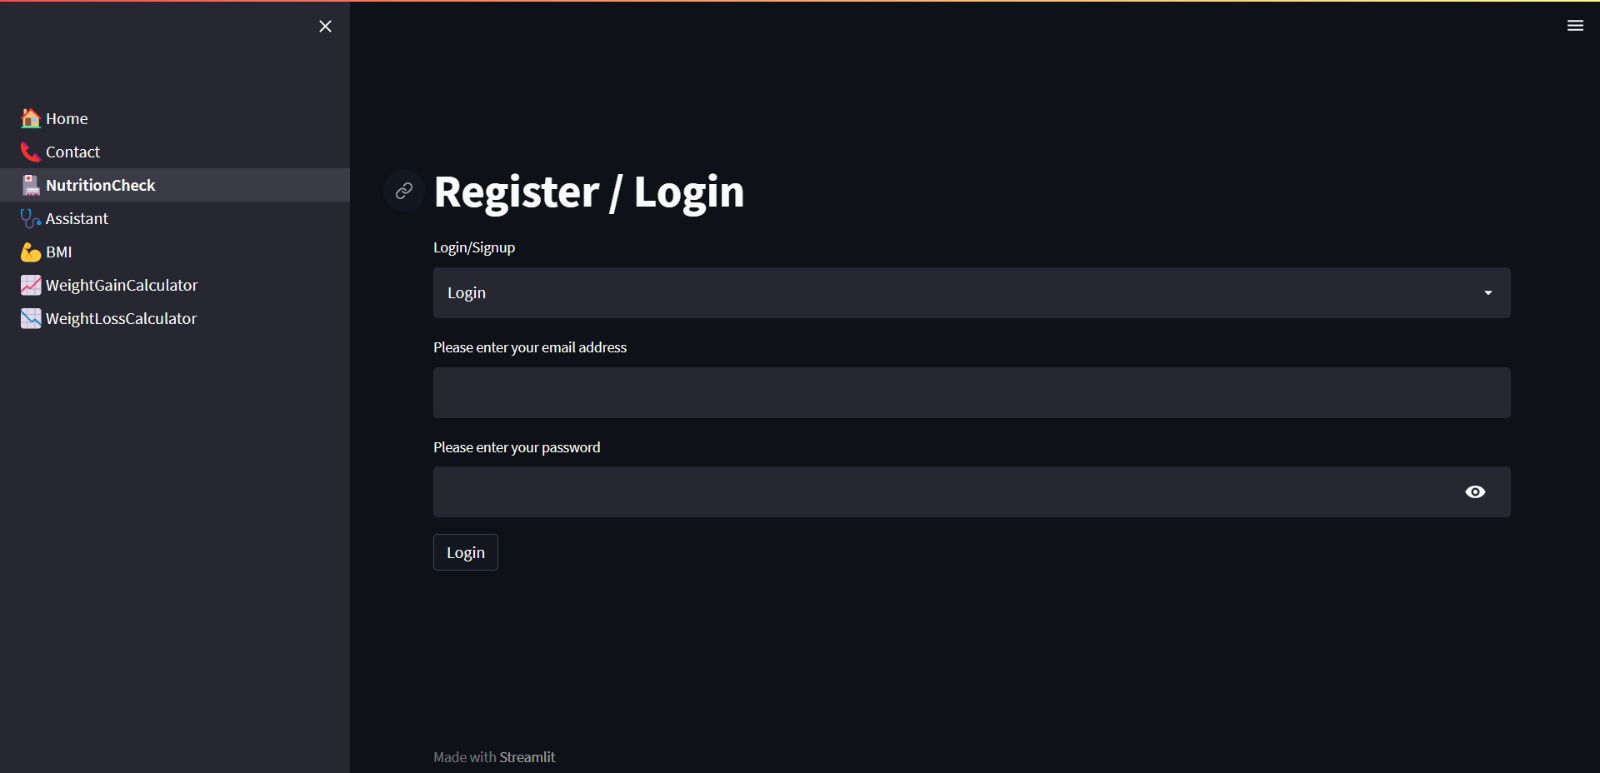 Home
Contact
NutritionCheck
Assistant
BMI
WeightGainCalculator
WeightLossCalculator
Register / Login
Login/Signup
Login
Please enter your email address
Please enter your password
Login
Made with Streamlit